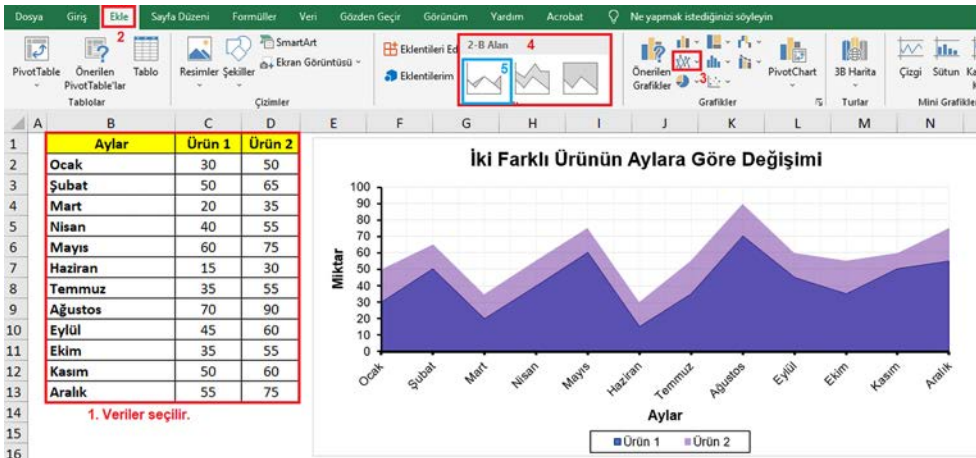 Dosya Giriş Ekle Sayfa Düzeni Formüller Veri Gözden Geçir Görünüm Yardım Acrobat Ne yapmak istediğinizi söyleyin
2
SmartArt
Ekran Görüntüsü
Eklentileri Ed
Eklentilerim
2-B Alan 4
5
3
PivotTable Önerilen PivotTable'lar Tablo
Resimler Şekiller
Önerilen Grafikler
PivotChart
3B Harita
Çizgi Sütun
Tablolar Çizimler Grafikler Turlar Mini Grafikle
A B C D E F G H I J K L M N
1 Aylar Ürün 1 Ürün 2
2 Ocak 30 50
3 Şubat 50 65
4 Mart 20 35
5 Nisan 40 55
6 Mayıs 60 75
7 Haziran 15 30
8 Temmuz 35 55
9 Ağustos 70 90
10 Eylül 45 60
11 Ekim 35 55
12 Kasım 50 60
13 Aralık 55 75
14 1. Veriler seçilir.
15
16
İki Farklı Ürünün Aylara Göre Değişimi
Miktar
100
90
80
70
60
50
40
30
20
10
0
Ocak Şubat Mart Nisan Mayıs Haziran Temmuz Ağustos Eylül Ekim Kasım Aralık
Aylar
Ürün 1 Ürün 2